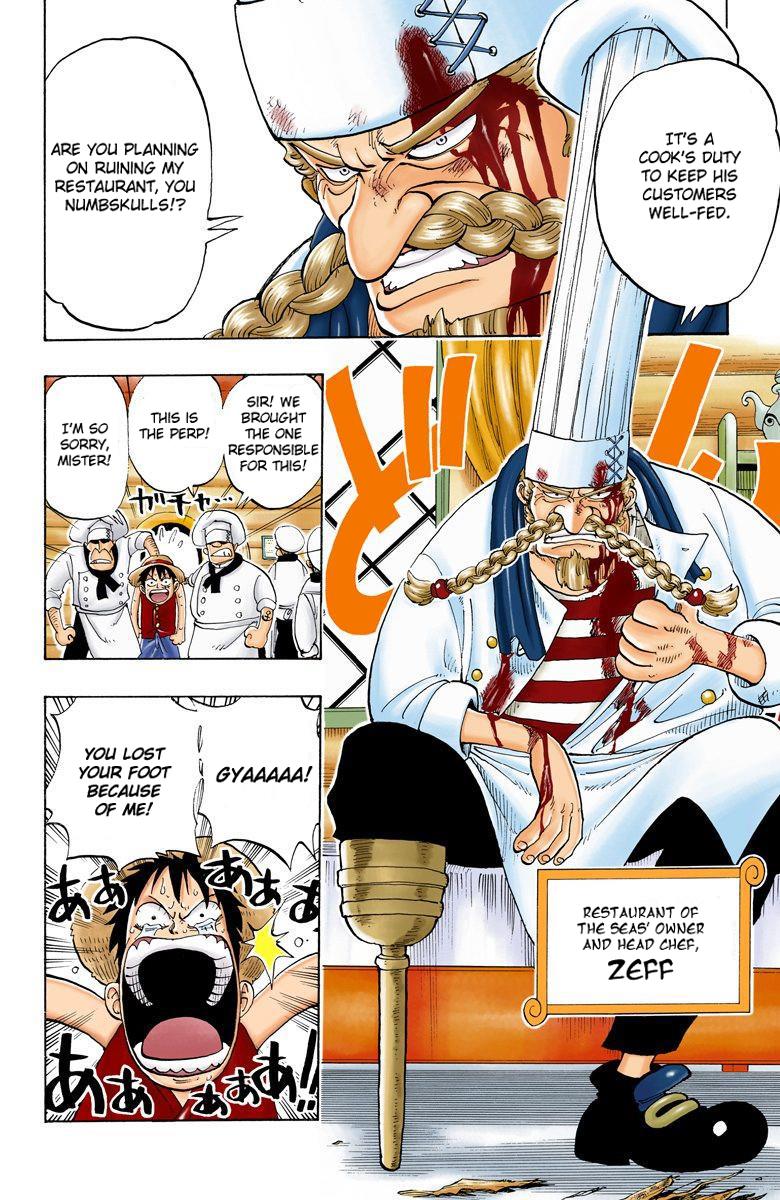 IT'S A
COOK'S DUTY
TO KEEP HIS
CUSTOMERS
WELL-FED.
ARE YOU PLANNING
ON RUINING MY
RESTAURANT, YOU
NUMBSKULLS!?
ドン
SIR! WE
BROUGHT
THE ONE
RESPONSIBLE
FOR THIS!
THIS IS
THE PERP!
I'M SO
SORRY,
MISTER!
ガチャ…
GYAAAAA!
YOU LOST
YOUR FOOT
BECAUSE
OF ME!
ああああ
ああああぁ!!
RESTAURANT OF
THE SEAS' OWNER
AND HEAD CHEF,
ZEFF